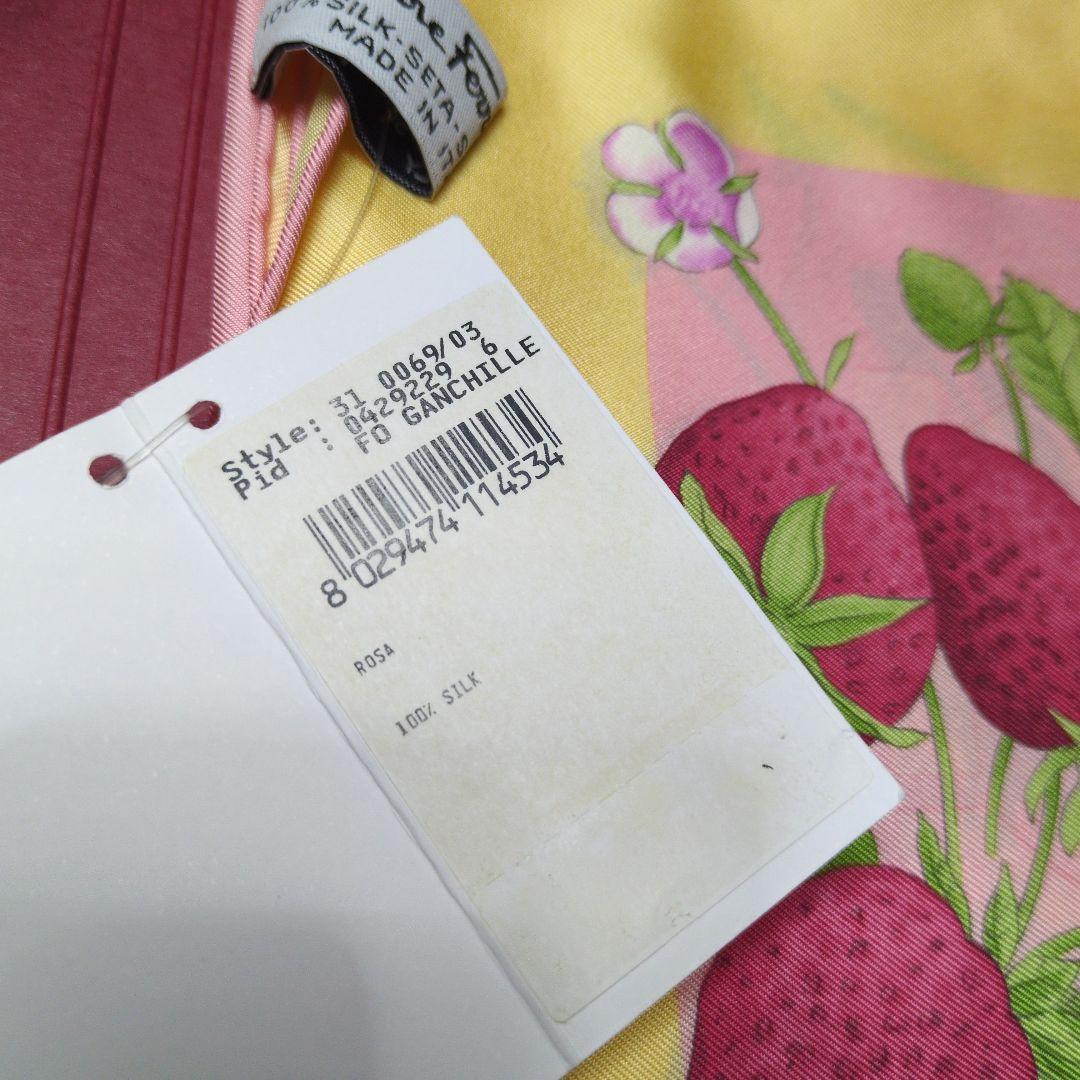 100% SILK-SETA-S
MADE IN
Style: 31 0069/03
Pid : 0429229 6
FO GANCHILLE
8 029474 114534
ROSA
100% SILK